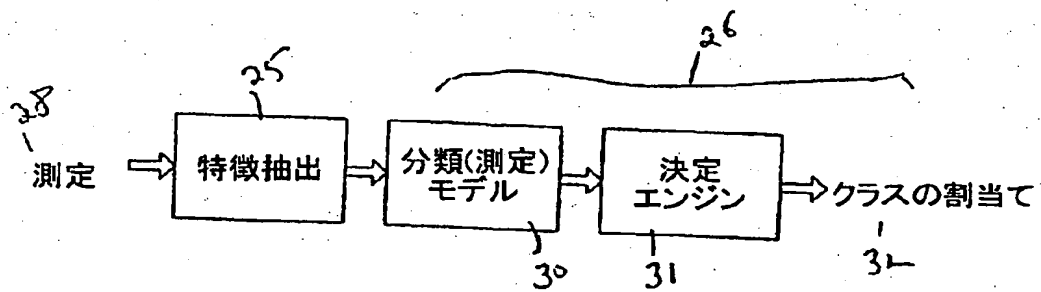 26
25
28
測定
特徴抽出
分類(測定)
モデル
決定
エンジン
クラスの割当て
30
31
32